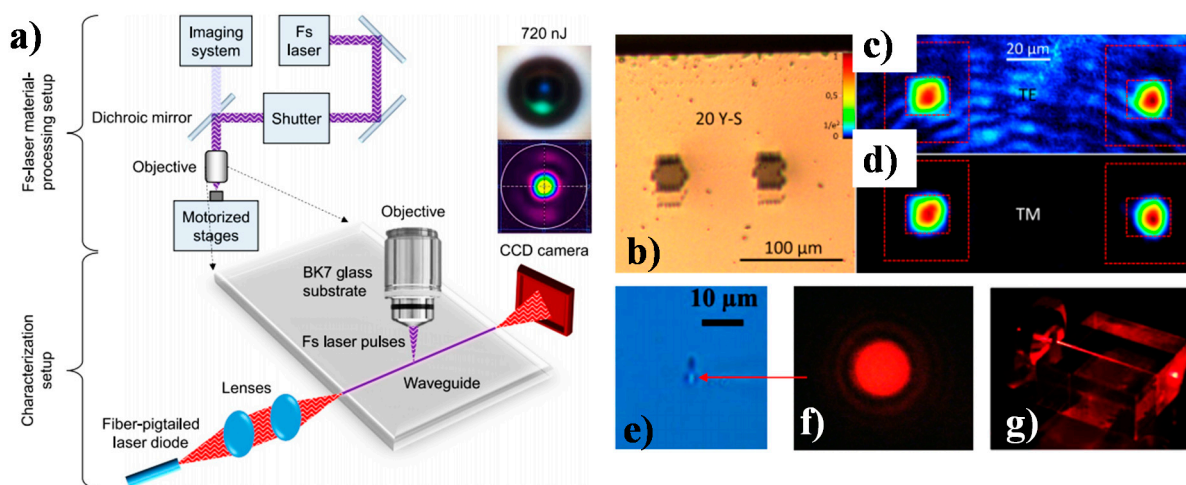 a)
Fs-laser material-
processing setup
Imaging
system
Fs
laser
Dichroic mirror
Shutter
Objective
Motorized
stages
720 nJ
Characterization
setup
Objective
CCD camera
BK7 glass
substrate
Fs laser pulses
Waveguide
Lenses
Fiber-pigtailed
laser diode
b)
20 Y-S
100 µm
1
0,5
1/e²
0
c)
20 µm
TE
d)
TM
10 µm
e)
f)
g)